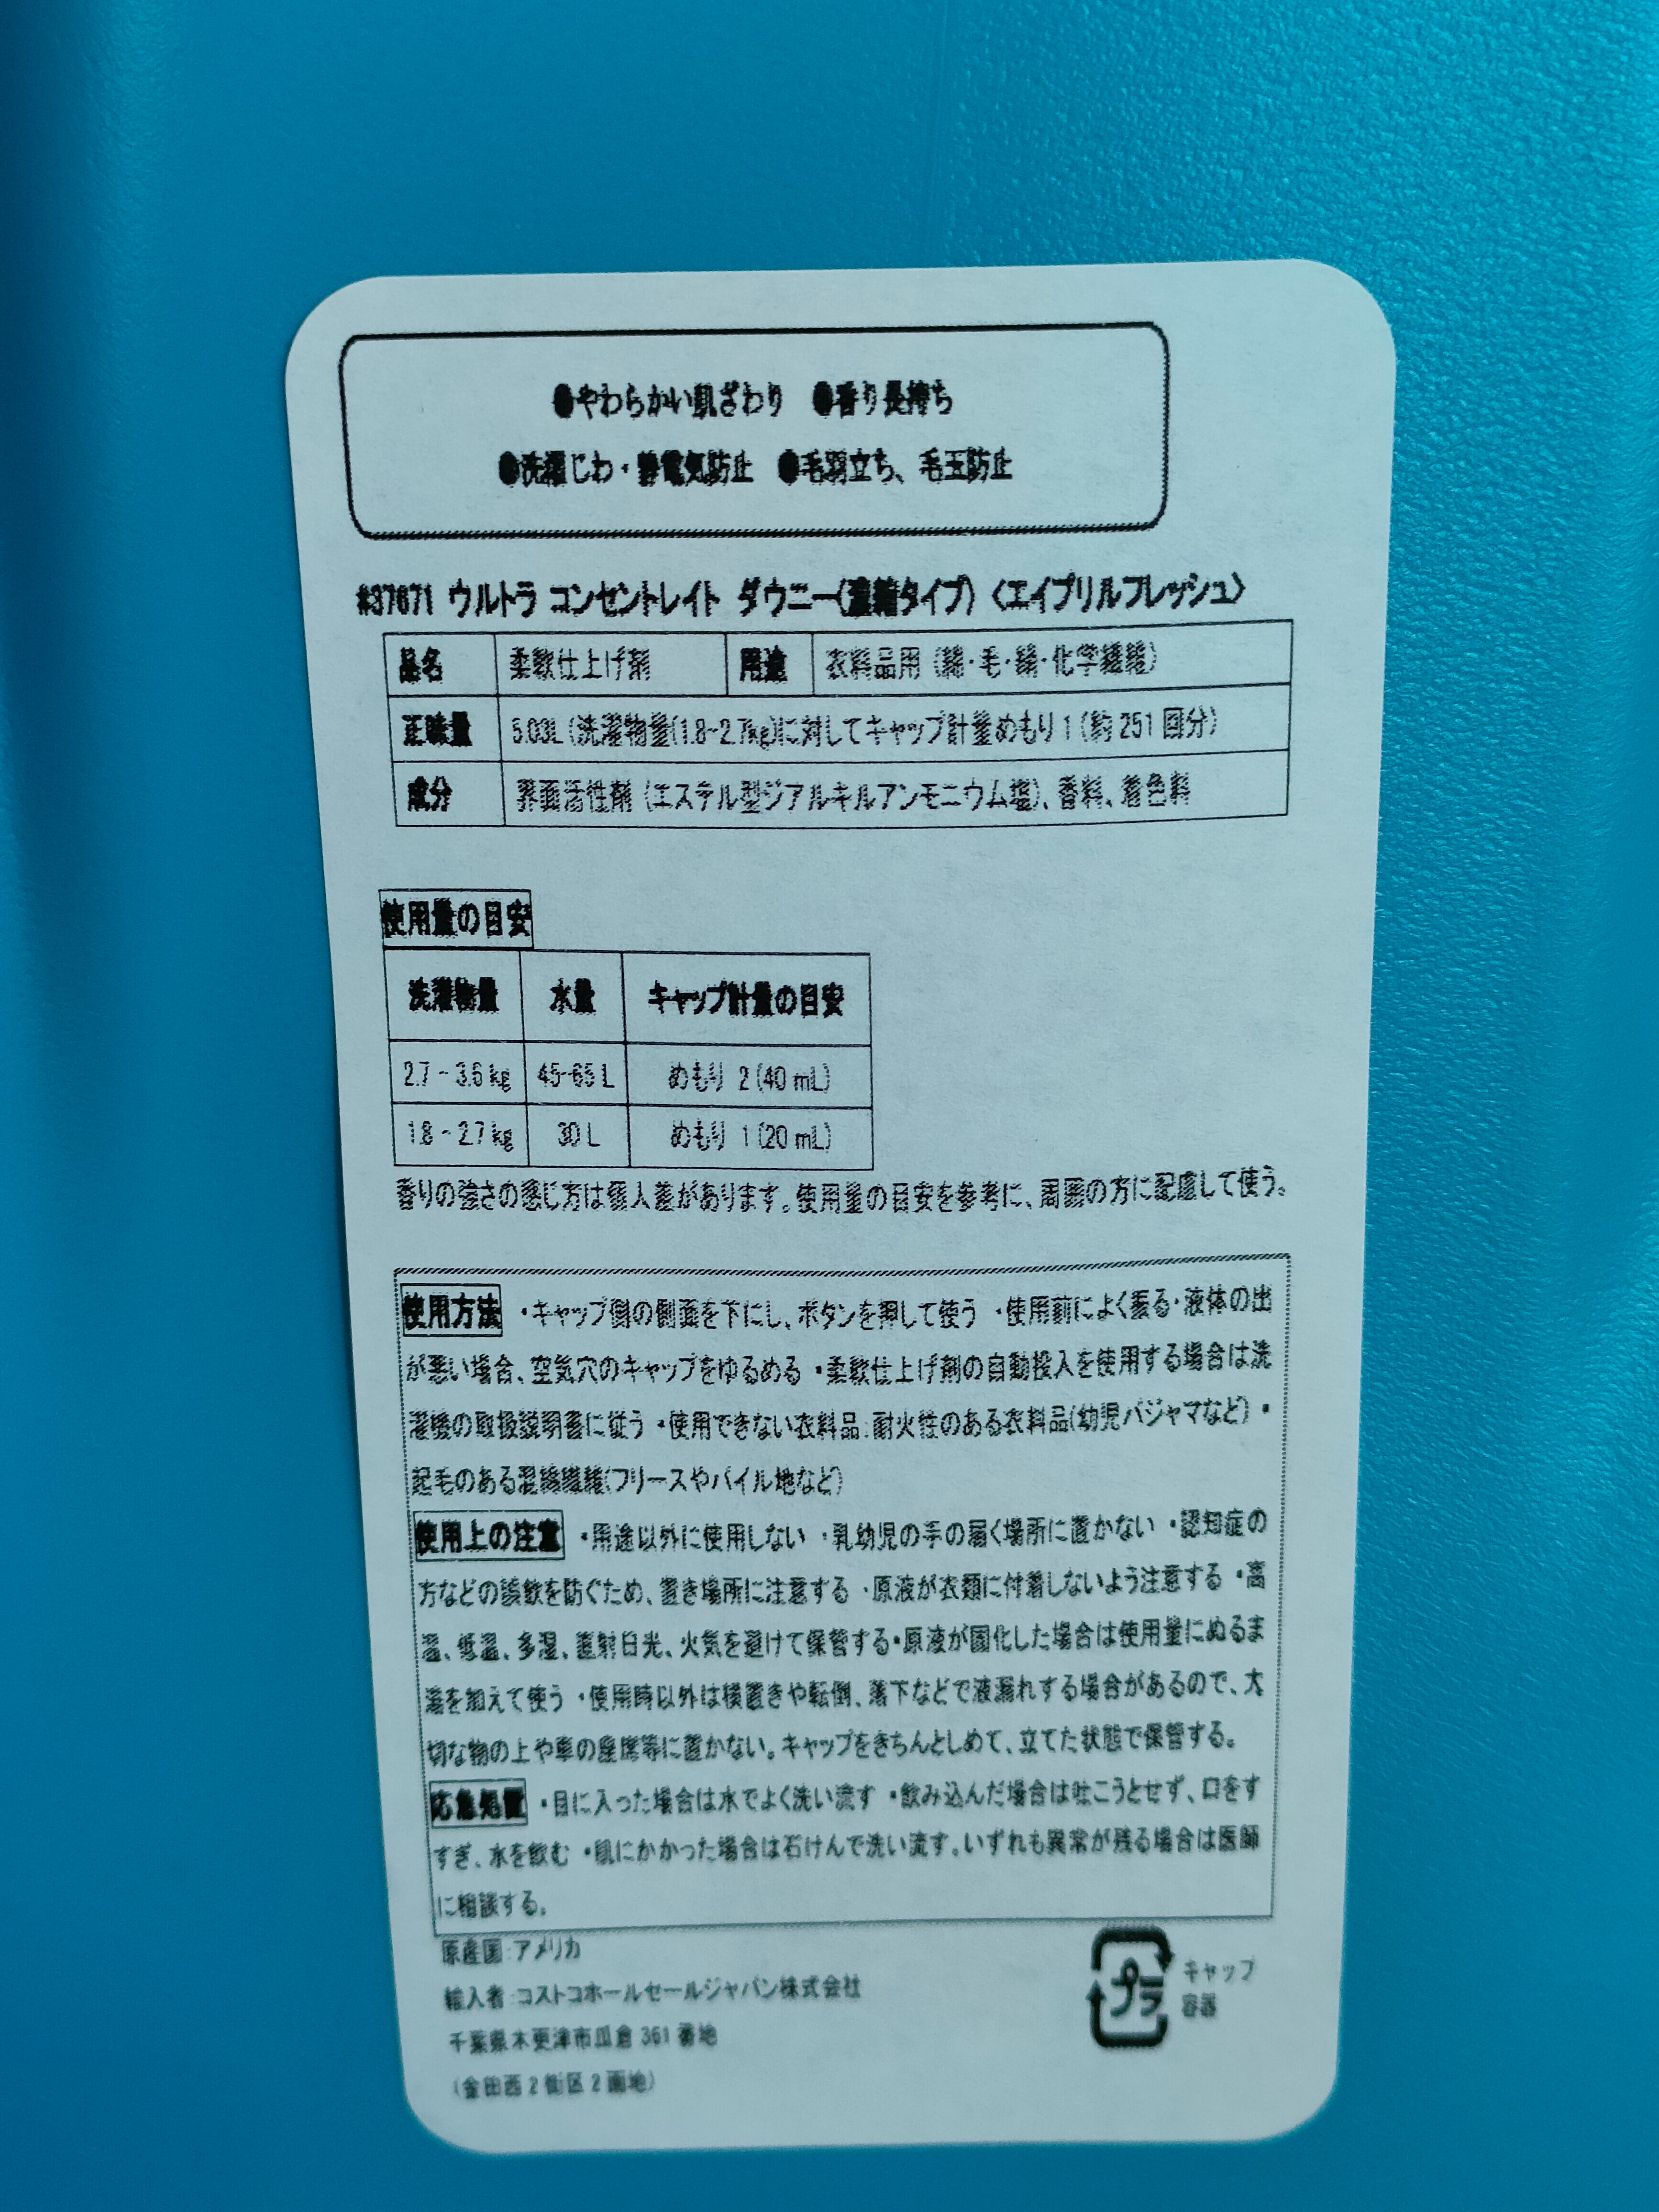 ●やわらかい肌ざわり ●香り長持ち
●洗濯じわ・静電気防止 ●毛羽立ち、毛玉防止
#37671 ウルトラ コンセントレイト ダウニー(濃縮タイプ) 〈エイプリルフレッシュ〉
品名 柔軟仕上げ剤 用途 衣料品用 (綿・毛・絹・化学繊維)
正味量 5.03L (洗濯物量(1.8~2.7kg)に対してキャップ計量めもり 1 (約 251 回分)
成分 界面活性剤 (エステル型ジアルキルアンモニウム塩)、香料、着色料
使用量の目安
洗濯物量 水量 キャップ計量の目安
2.7 ~ 3.6 kg 45-65 L めもり 2 (40 mL)
1.8 ~ 2.7 kg 30 L めもり 1 (20 mL)
香りの強さの感じ方は個人差があります。使用量の目安を参考に、周囲の方に配慮して使う。
使用方法 ・キャップ側の側面を下にし、ボタンを押して使う ・使用前によく振る・液体の出
が悪い場合、空気穴のキャップをゆるめる ・柔軟仕上げ剤の自動投入を使用する場合は洗
濯機の取扱説明書に従う ・使用できない衣料品:耐火性のある衣料品(幼児パジャマなど) ・
起毛のある混紡繊維(フリースやパイル地など)
使用上の注意 ・用途以外に使用しない ・乳幼児の手の届く場所に置かない ・認知症の
方などの誤飲を防ぐため、置き場所に注意する ・原液が衣類に付着しないよう注意する ・高
温、低温、多湿、直射日光、火気を避けて保管する・原液が固化した場合は使用量にぬるま
湯を加えて使う ・使用時以外は横置きや転倒、落下などで液漏れする場合があるので、大
切な物の上や車の座席等に置かない。キャップをきちんとしめて、立てた状態で保管する。
応急処置 ・目に入った場合は水でよく洗い流す ・飲み込んだ場合は吐こうとせず、口をす
すぎ、水を飲む ・肌にかかった場合は石けんで洗い流す。いずれも異常が残る場合は医師
に相談する。
原産国:アメリカ
輸入者:コストコホールセールジャパン株式会社
千葉県木更津市瓜倉 361 番地
(金田西 2 街区 2 画地)
プラ
キャップ
容器